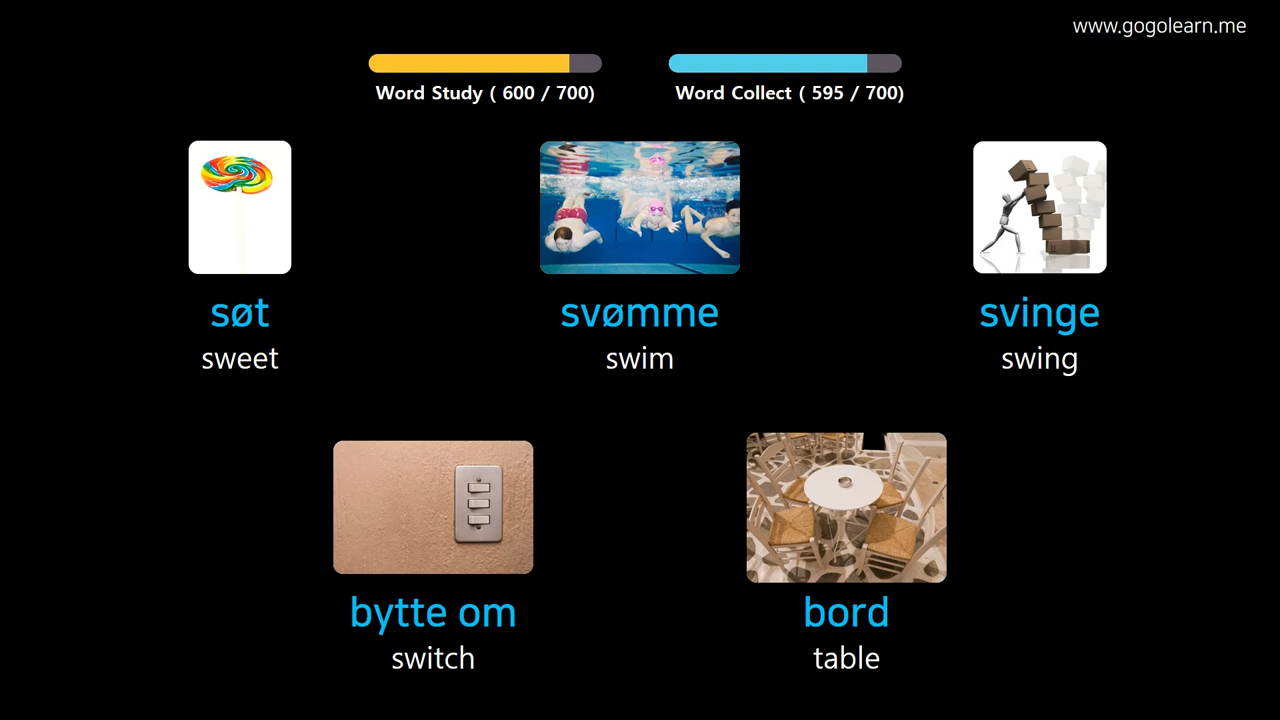 www.gogolearn.me
Word Study ( 600 / 700)
Word Collect ( 595 / 700)
søt
sweet
svømme
swim
svinge
swing
bytte om
switch
bord
table